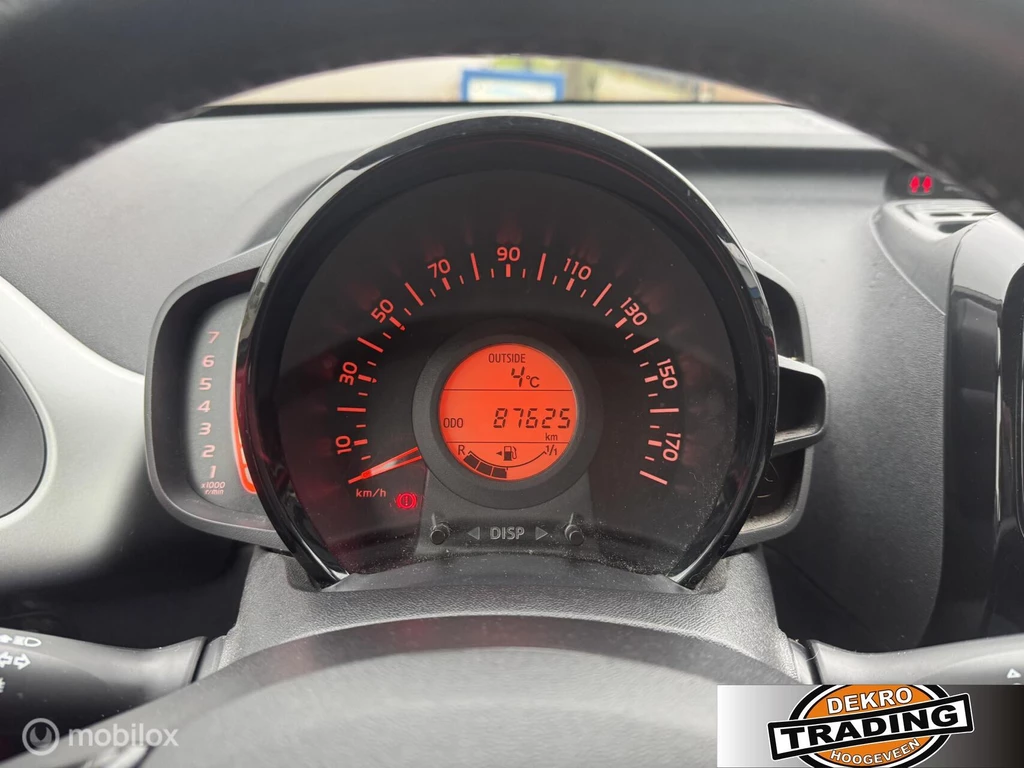 10 30 50 70 90 110 130 150 170
km/h
7
6
5
4
3
2
1
x1000
r/min
OUTSIDE
4°C
ODO 87625
km
R 1/1
◄ DISP ►
mobilox
DEKRO
TRADING
HOOGEVEEN